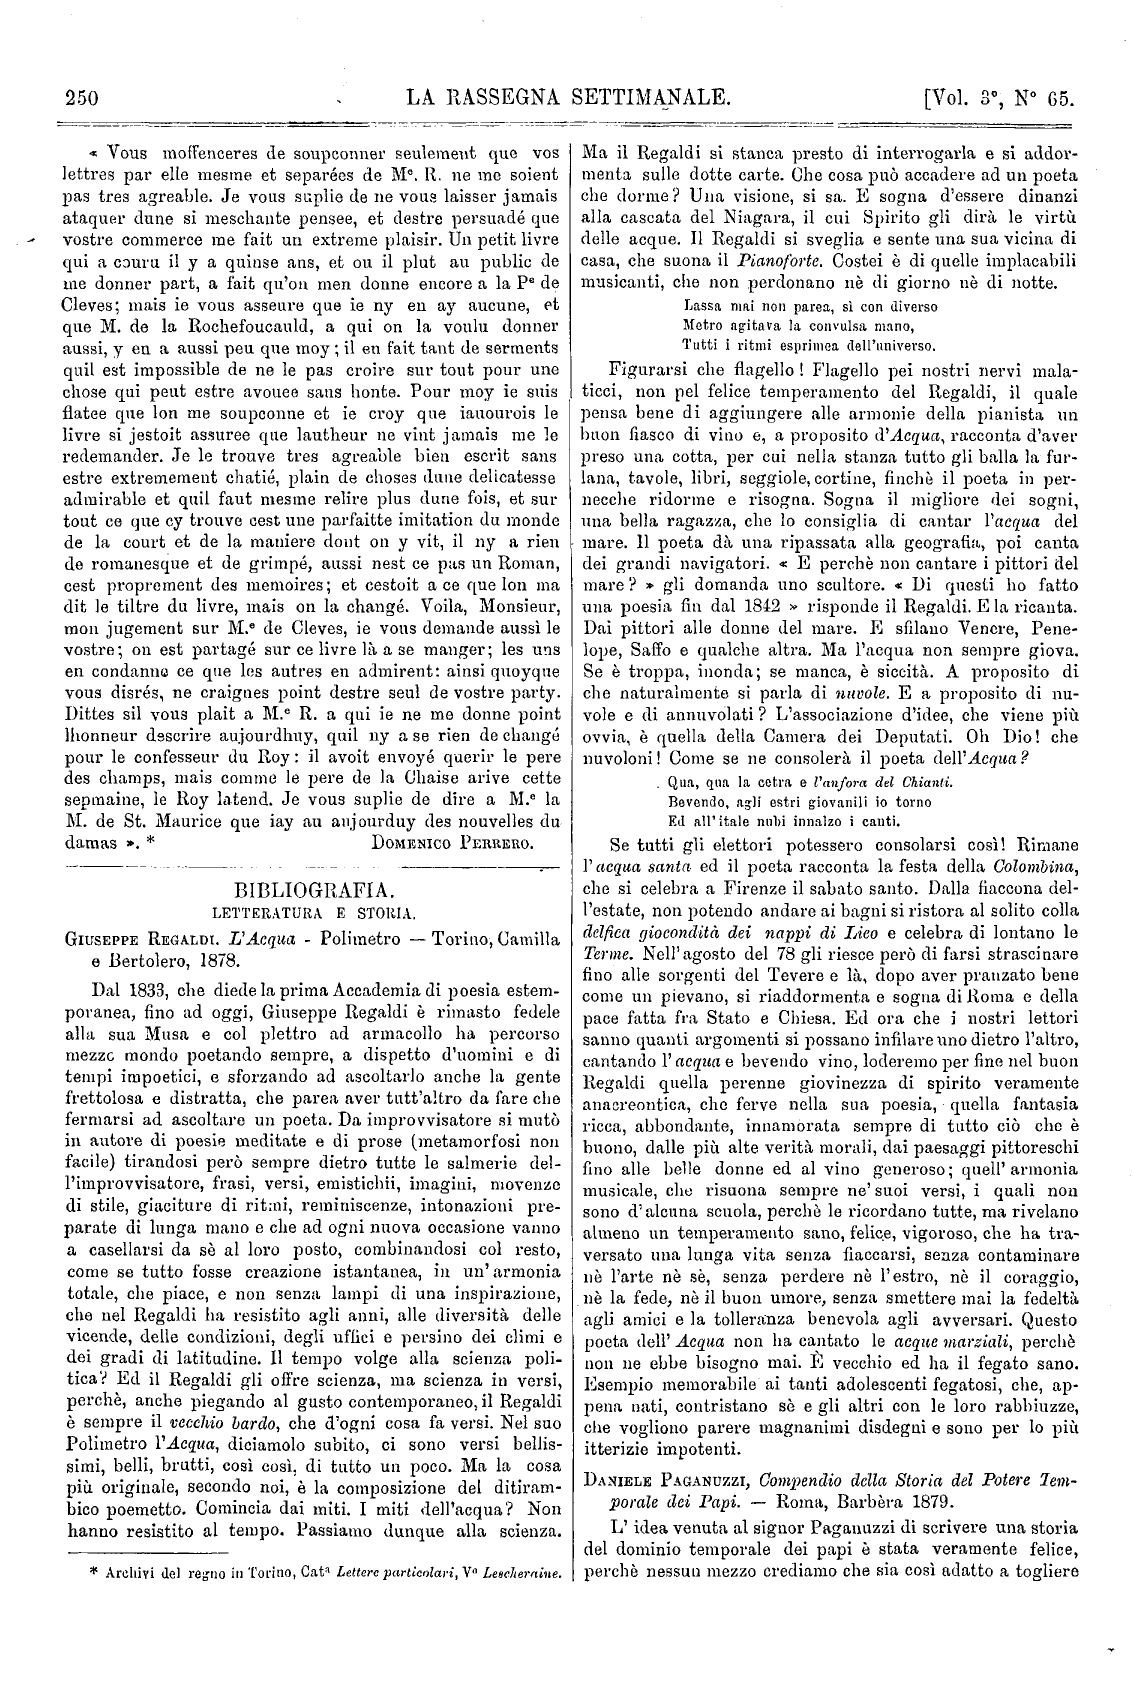 250 LA RASSEGNA SETTIMANALE. [Vol. 3°, N° 65.
« Vous moffenceres de soupconner seulement que vos
lettres par elle mesme et separées de Mᵉ. R. ne me soient
pas tres agreable. Je vous suplie de ne vous laisser jamais
ataquer dune si meschante pensee, et destre persuadé que
vostre commerce me fait un extreme plaisir. Un petit livre
qui a couru il y a quinse ans, et ou il plut au public de
me donner part, a fait qu'on men donne encore a la Pᵉ de
Cleves; mais ie vous asseure que ie ny en ay aucune, et
que M. de la Rochefoucauld, a qui on la voulu donner
aussi, y en a aussi peu que moy; il en fait tant de serments
quil est impossible de ne le pas croire sur tout pour une
chose qui peut estre avouee sans honte. Pour moy ie suis
flatee que lon me soupconne et ie croy que iauourois le
livre si jestoit assuree que lautheur ne vint jamais me le
redemander. Je le trouve tres agreable bien escrit sans
estre extremement chatié, plain de choses dune delicatesse
admirable et quil faut mesme relire plus dune fois, et sur
tout ce que cy trouve cest une parfaitte imitation du monde
de la court et de la maniere dont on y vit, il ny a rien
de romanesque et de grimpé, aussi nest ce pas un Roman,
cest proprement des memoires; et cestoit a ce que lon ma
dit le tiltre du livre, mais on la changé. Voila, Monsieur,
mon jugement sur M.ᵉ de Cleves, ie vous demande aussi le
vostre; on est partagé sur ce livre là a se manger; les uns
en condanne ce que les autres en admirent: ainsi quoyque
vous disrés, ne craignes point destre seul de vostre party.
Dittes sil vous plait a M.ᵉ R. a qui ie ne me donne point
lhonneur descrire aujourdhuy, quil ny a se rien de changé
pour le confesseur du Roy: il avoit envoyé querir le pere
des champs, mais comme le pere de la Chaise arive cette
sepmaine, le Roy latend. Je vous suplie de dire a M.ᵉ la
M. de St. Maurice que iay au aujourduy des nouvelles du
damas ». * DOMENICO PERRERO.
BIBLIOGRAFIA.
LETTERATURA E STORIA.
GIUSEPPE REGALDI. L'Acqua - Polimetro — Torino, Camilla
e Bertolero, 1878.
Dal 1833, che diede la prima Accademia di poesia estem-
poranea, fino ad oggi, Giuseppe Regaldi è rimasto fedele
alla sua Musa e col plettro ad armacollo ha percorso
mezzo mondo poetando sempre, a dispetto d'uomini e di
tempi impoetici, e sforzando ad ascoltarlo anche la gente
frettolosa e distratta, che parea aver tutt'altro da fare che
fermarsi ad ascoltare un poeta. Da improvvisatore si mutò
in autore di poesie meditate e di prose (metamorfosi non
facile) tirandosi però sempre dietro tutte le salmerie del-
l'improvvisatore, frasi, versi, emistichii, imagini, movenze
di stile, giaciture di ritmi, reminiscenze, intonazioni pre-
parate di lunga mano e che ad ogni nuova occasione vanno
a casellarsi da sè al loro posto, combinandosi col resto,
come se tutto fosse creazione istantanea, in un' armonia
totale, che piace, e non senza lampi di una inspirazione,
che nel Regaldi ha resistito agli anni, alle diversità delle
vicende, delle condizioni, degli uffici e persino dei climi e
dei gradi di latitudine. Il tempo volge alla scienza poli-
tica? Ed il Regaldi gli offre scienza, ma scienza in versi,
perchè, anche piegando al gusto contemporaneo, il Regaldi
è sempre il vecchio bardo, che d'ogni cosa fa versi. Nel suo
Polimetro l'Acqua, diciamolo subito, ci sono versi bellis-
simi, belli, brutti, così così, di tutto un poco. Ma la cosa
più originale, secondo noi, è la composizione del ditiram-
bico poemetto. Comincia dai miti. I miti dell'acqua? Non
hanno resistito al tempo. Passiamo dunque alla scienza.
* Archivi del regno in Torino, Catᵃ Lettere particolari, Vᵒ Lescheraine.
Ma il Regaldi si stanca presto di interrogarla e si addor-
menta sulle dotte carte. Che cosa può accadere ad un poeta
che dorme? Una visione, si sa. E sogna d'essere dinanzi
alla cascata del Niagara, il cui Spirito gli dirà le virtù
delle acque. Il Regaldi si sveglia e sente una sua vicina di
casa, che suona il Pianoforte. Costei è di quelle implacabili
musicanti, che non perdonano nè di giorno nè di notte.
Lassa mai non parea, sì con diverso
Metro agitava la convulsa mano,
Tutti i ritmi esprimea dell'universo.
Figurarsi che flagello! Flagello pei nostri nervi mala-
ticci, non pel felice temperamento del Regaldi, il quale
pensa bene di aggiungere alle armonie della pianista un
buon fiasco di vino e, a proposito d'Acqua, racconta d'aver
preso una cotta, per cui nella stanza tutto gli balla la fur-
lana, tavole, libri, seggiole, cortine, finchè il poeta in per-
necche ridorme e risogna. Sogna il migliore dei sogni,
una bella ragazza, che lo consiglia di cantar l'acqua del
mare. Il poeta dà una ripassata alla geografia, poi canta
dei grandi navigatori. « E perchè non cantare i pittori del
mare? » gli domanda uno scultore. « Di questi ho fatto
una poesia fin dal 1842 » risponde il Regaldi. E la ricanta.
Dai pittori alle donne del mare. E sfilano Venere, Pene-
lope, Saffo e qualche altra. Ma l'acqua non sempre giova.
Se è troppa, inonda; se manca, è siccità. A proposito di
che naturalmente si parla di nuvole. E a proposito di nu-
vole e di annuvolati? L'associazione d'idee, che viene più
ovvia, è quella della Camera dei Deputati. Oh Dio! che
nuvoloni! Come se ne consolerà il poeta dell'Acqua?
Qua, qua la cetra e l'anfora del Chianti.
Bevendo, agli estri giovanili io torno
Ed all' itale nubi innalzo i canti.
Se tutti gli elettori potessero consolarsi così! Rimane
l'acqua santa ed il poeta racconta la festa della Colombina,
che si celebra a Firenze il sabato santo. Dalla fiaccona del-
l'estate, non potendo andare ai bagni si ristora al solito colla
delfica giocondità dei nappi di Lieo e celebra di lontano le
Terme. Nell' agosto del 78 gli riesce però di farsi strascinare
fino alle sorgenti del Tevere e là, dopo aver pranzato bene
come un pievano, si riaddormenta e sogna di Roma e della
pace fatta fra Stato e Chiesa. Ed ora che i nostri lettori
sanno quanti argomenti si possano infilare uno dietro l'altro,
cantando l' acqua e bevendo vino, loderemo per fine nel buon
Regaldi quella perenne giovinezza di spirito veramente
anacreontica, che ferve nella sua poesia, quella fantasia
ricca, abbondante, innamorata sempre di tutto ciò che è
buono, dalle più alte verità morali, dai paesaggi pittoreschi
fino alle belle donne ed al vino generoso; quell' armonia
musicale, che risuona sempre ne' suoi versi, i quali non
sono d' alcuna scuola, perchè le ricordano tutte, ma rivelano
almeno un temperamento sano, felice, vigoroso, che ha tra-
versato una lunga vita senza fiaccarsi, senza contaminare
nè l'arte nè sè, senza perdere nè l'estro, nè il coraggio,
nè la fede, nè il buon umore, senza smettere mai la fedeltà
agli amici e la tolleranza benevola agli avversari. Questo
poeta dell' Acqua non ha cantato le acque marziali, perchè
non ne ebbe bisogno mai. È vecchio ed ha il fegato sano.
Esempio memorabile ai tanti adolescenti fegatosi, che, ap-
pena nati, contristano sè e gli altri con le loro rabbiuzze,
che vogliono parere magnanimi disdegni e sono per lo più
itterizie impotenti.
DANIELE PAGANUZZI, Compendio della Storia del Potere Tem-
porale dei Papi. — Roma, Barbèra 1879.
L' idea venuta al signor Paganuzzi di scrivere una storia
del dominio temporale dei papi è stata veramente felice,
perchè nessun mezzo crediamo che sia così adatto a togliere